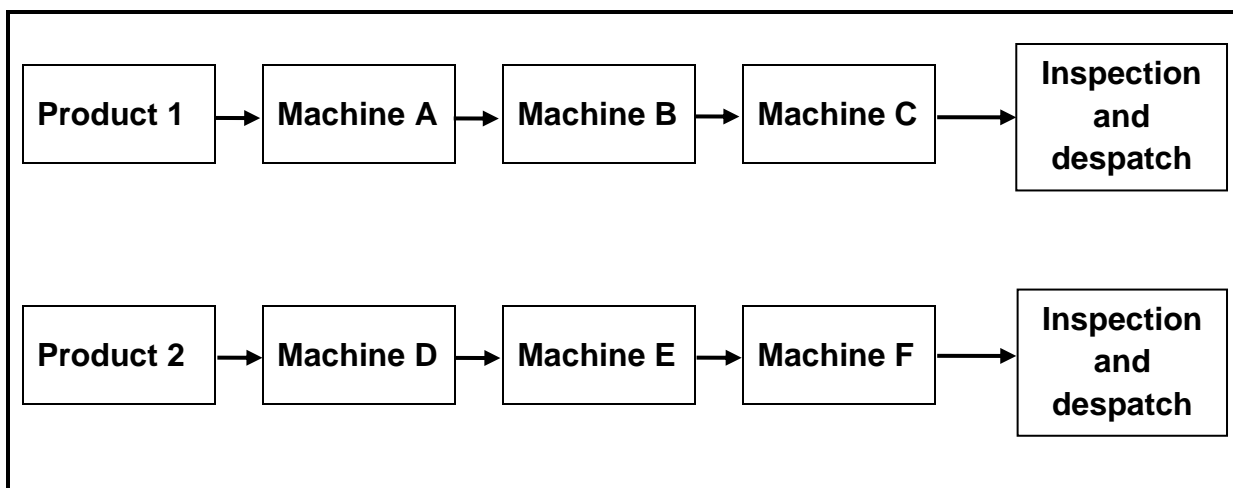 Product 1
Machine A
Machine B
Machine C
Inspection
and
despatch
Product 2
Machine D
Machine E
Machine F
Inspection
and
despatch